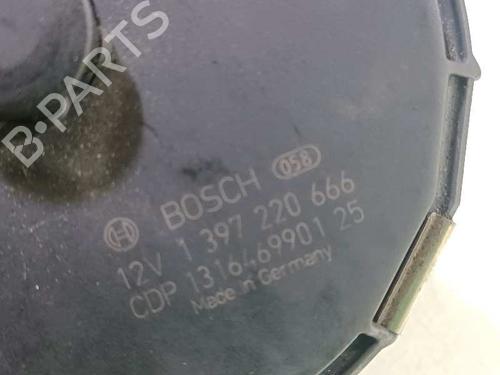 B·PARTS
BOSCH 058
12V 1 397 220 666
CDP 1316469901 25
Made in Germany